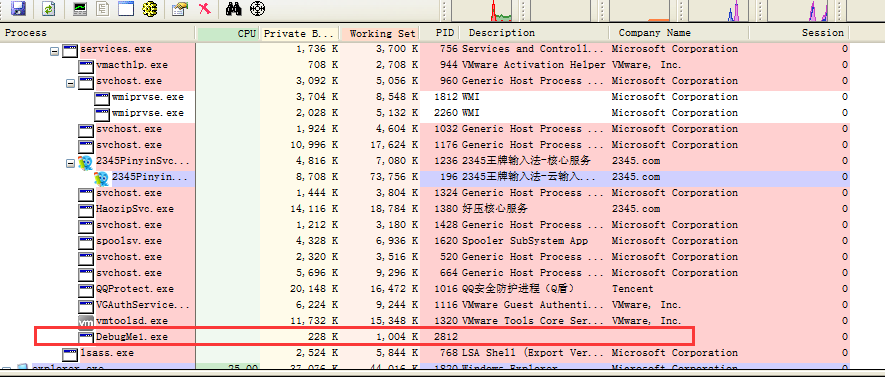 Process CPU Private B... Working Set PID Description Company Name Session
services.exe 1,736 K 3,700 K 756 Services and Controll... Microsoft Corporation 0
vmacthlp.exe 708 K 2,708 K 944 VMware Activation Helper VMware, Inc. 0
svchost.exe 3,092 K 5,056 K 960 Generic Host Process ... Microsoft Corporation 0
wmiprvse.exe 3,704 K 8,548 K 1812 WMI Microsoft Corporation 0
wmiprvse.exe 2,028 K 5,132 K 2260 WMI Microsoft Corporation 0
svchost.exe 1,924 K 4,604 K 1032 Generic Host Process ... Microsoft Corporation 0
svchost.exe 10,996 K 17,624 K 1176 Generic Host Process ... Microsoft Corporation 0
2345PinyinSvc... 4,816 K 7,080 K 1236 2345王牌输入法-核心服务 2345.com 0
2345Pinyin... 8,708 K 73,756 K 196 2345王牌输入法-云输入... 2345.com 0
svchost.exe 1,444 K 3,804 K 1324 Generic Host Process ... Microsoft Corporation 0
HaozipSvc.exe 14,116 K 18,784 K 1380 好压核心服务 2345.com 0
svchost.exe 1,212 K 3,180 K 1428 Generic Host Process ... Microsoft Corporation 0
spoolsv.exe 4,328 K 6,936 K 1620 Spooler SubSystem App Microsoft Corporation 0
svchost.exe 2,320 K 3,516 K 520 Generic Host Process ... Microsoft Corporation 0
svchost.exe 5,696 K 9,296 K 664 Generic Host Process ... Microsoft Corporation 0
QQProtect.exe 20,148 K 16,472 K 1016 QQ安全防护进程（Q盾） Tencent 0
VGAuthService... 6,224 K 9,244 K 1116 VMware Guest Authenti... VMware, Inc. 0
vmtoolsd.exe 11,732 K 15,348 K 1320 VMware Tools Core Ser... VMware, Inc. 0
DebugMe1.exe 228 K 1,004 K 2812 0
lsass.exe 2,524 K 5,844 K 768 LSA Shell (Export Ver... Microsoft Corporation 0
explorer.exe 25.00 37,076 K 44,016 K 1820 Windows Explorer Microsoft Corporation 0